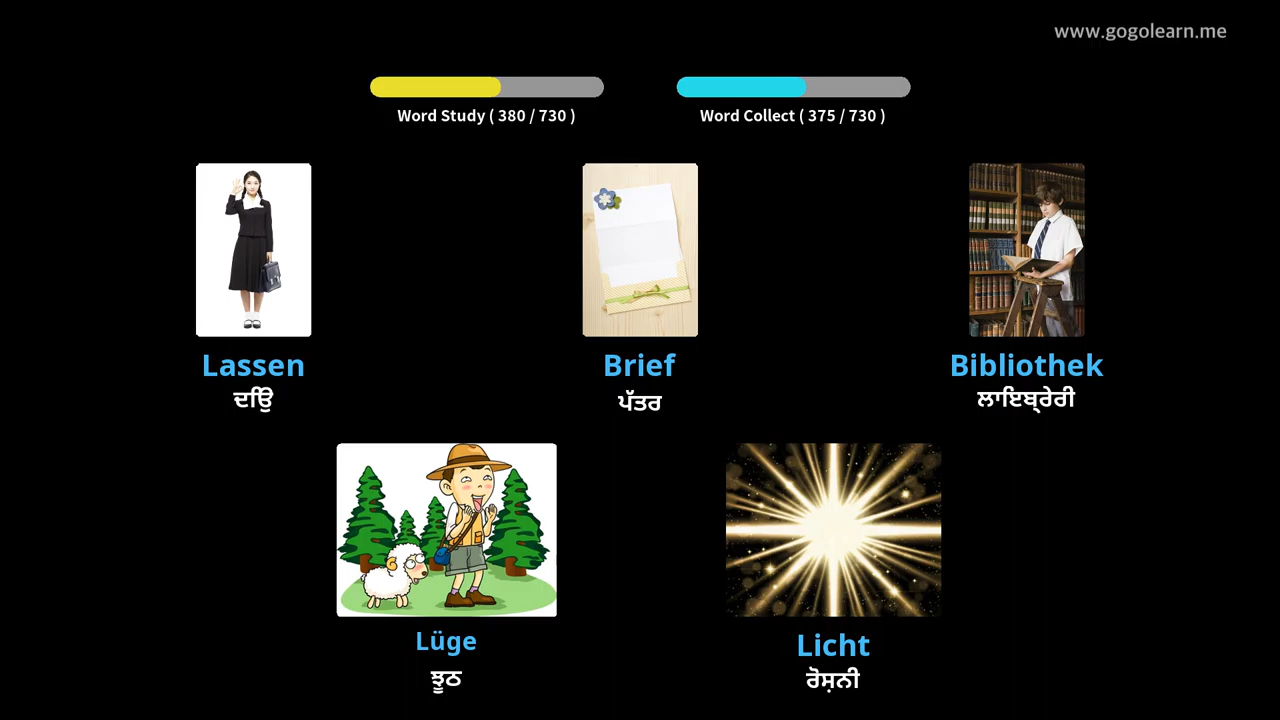 www.gogolearn.me
Word Study ( 380 / 730 )
Word Collect ( 375 / 730 )
Lassen
ਦਿਉ
Brief
ਪੱਤਰ
Bibliothek
ਲਾਇਬ੍ਰੇਰੀ
Lüge
ਝੂਠ
Licht
ਰੋਸ਼ਨੀ